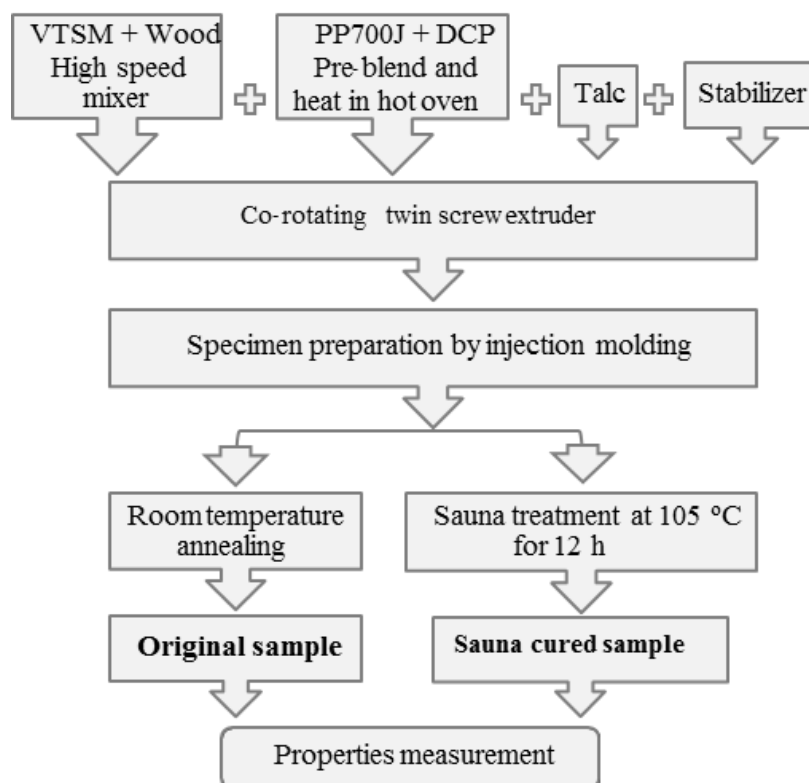 VTSM + Wood
High speed
mixer
PP700J + DCP
Pre-blend and
heat in hot oven
Talc
Stabilizer
Co-rotating twin screw extruder
Specimen preparation by injection molding
Room temperature
annealing
Sauna treatment at 105 ºC
for 12 h
Original sample
Sauna cured sample
Properties measurement